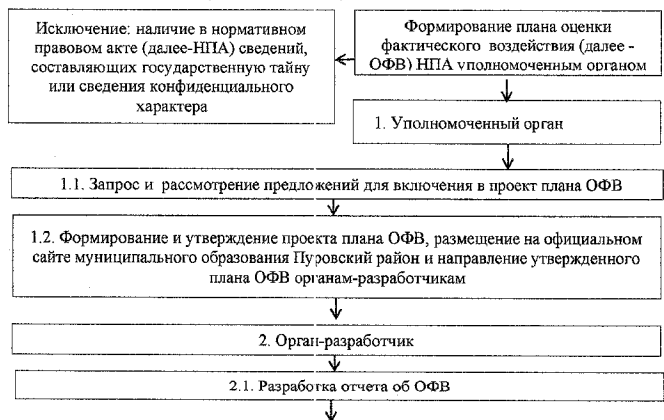 Исключение: наличие в нормативном
правовом акте (далее-НПА) сведений,
составляющих государственную тайну
или сведения конфиденциального
характера
Формирование плана оценки
фактического воздействия (далее -
ОФВ) НПА уполномоченным органом
1. Уполномоченный орган
1.1. Запрос и рассмотрение предложений для включения в проект плана ОФВ
1.2. Формирование и утверждение проекта плана ОФВ, размещение на официальном
сайте муниципального образования Пуровский район и направление утвержденного
плана ОФВ органам-разработчикам
2. Орган-разработчик
2.1. Разработка отчета об ОФВ